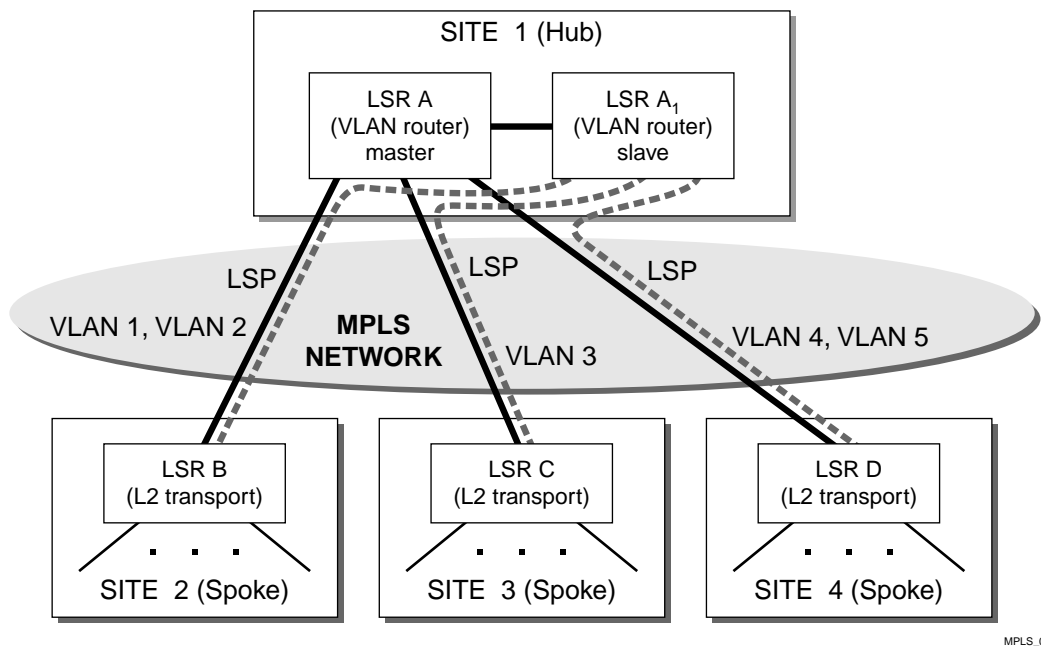 SITE 1 (Hub)
LSR A
(VLAN router)
master
LSR A₁
(VLAN router)
slave
LSP
LSP
LSP
VLAN 1, VLAN 2
MPLS
NETWORK
VLAN 3
VLAN 4, VLAN 5
LSR B
(L2 transport)
SITE 2 (Spoke)
LSR C
(L2 transport)
SITE 3 (Spoke)
LSR D
(L2 transport)
SITE 4 (Spoke)